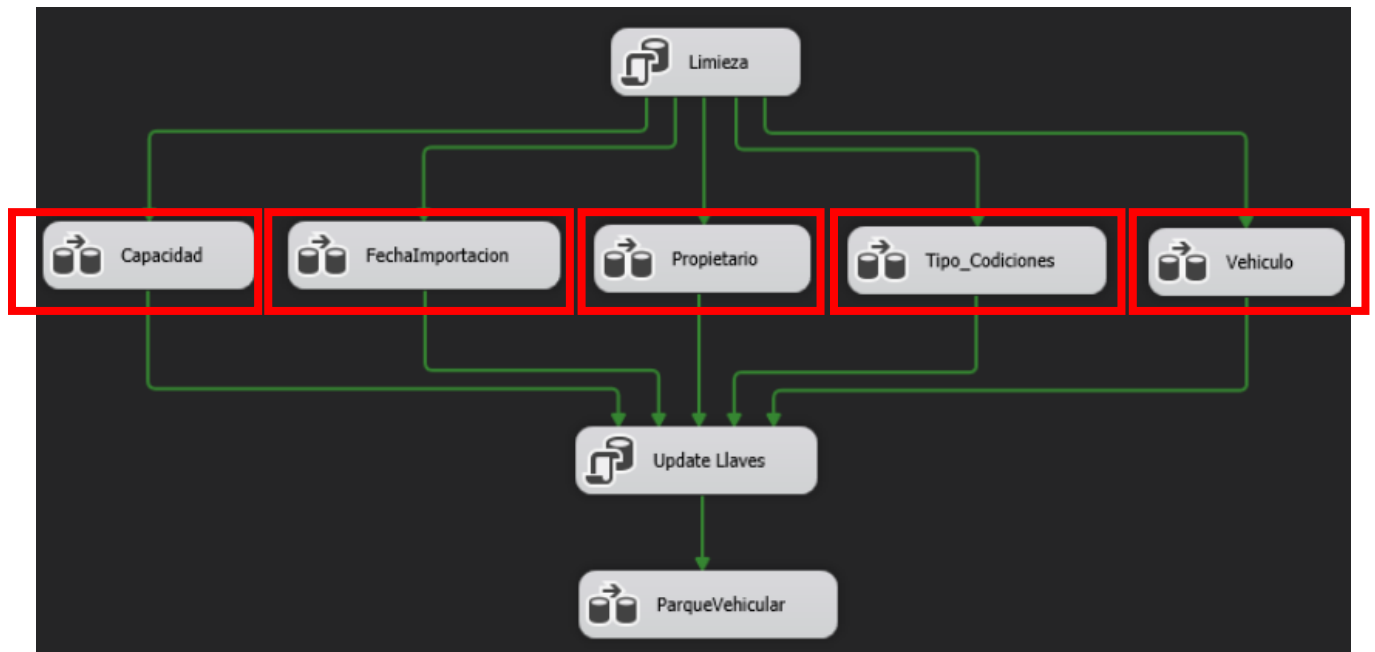 Limieza
Capacidad
FechaImportacion
Propietario
Tipo_Codiciones
Vehiculo
Update Llaves
ParqueVehicular